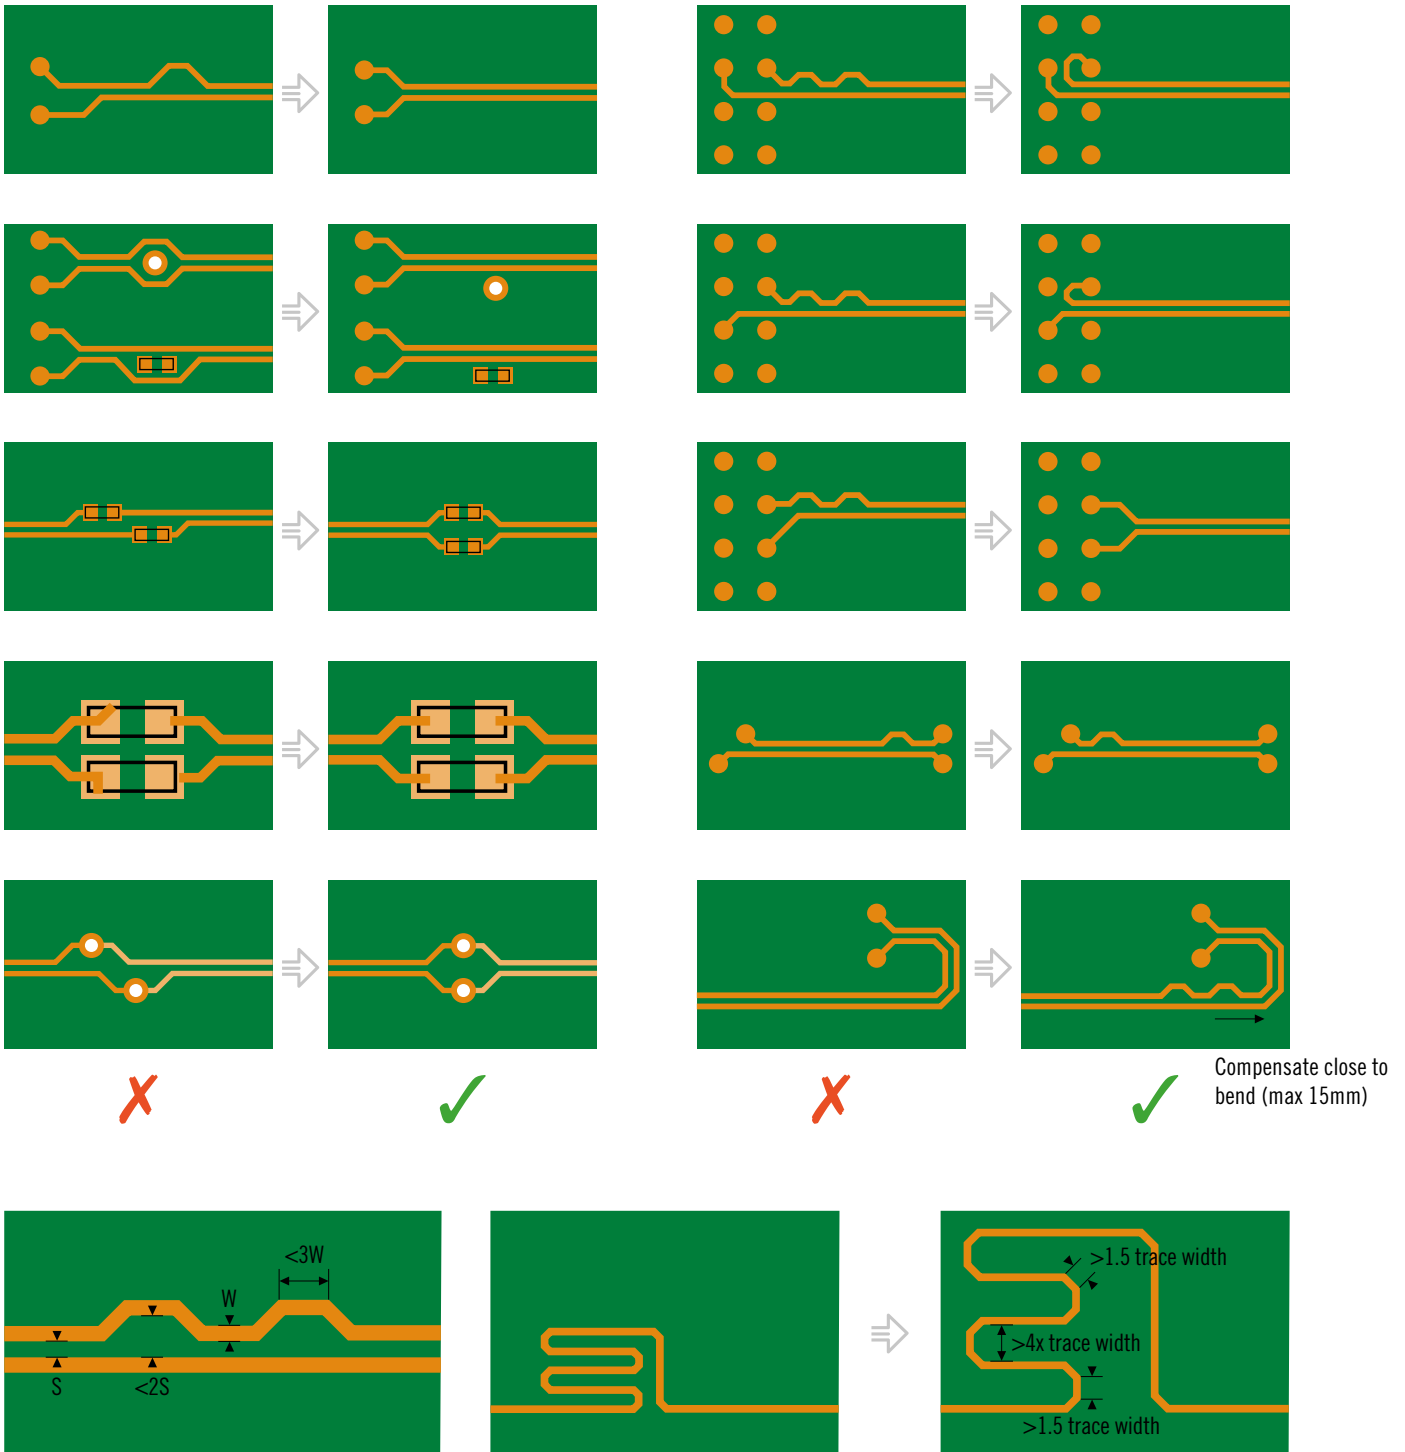 Compensate close to
bend (max 15mm)
<3W
W
S
<2S
>1.5 trace width
>4x trace width
>1.5 trace width